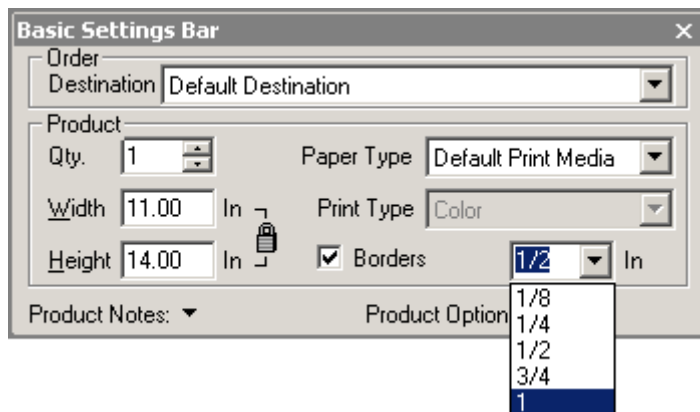 Basic Settings Bar
Order
Destination Default Destination
Product
Qty. 1 Paper Type Default Print Media
Width 11.00 In Print Type Color
Height 14.00 In Borders 1/2 In
1/8
Product Notes: Product Option
1/4
1/2
3/4
1